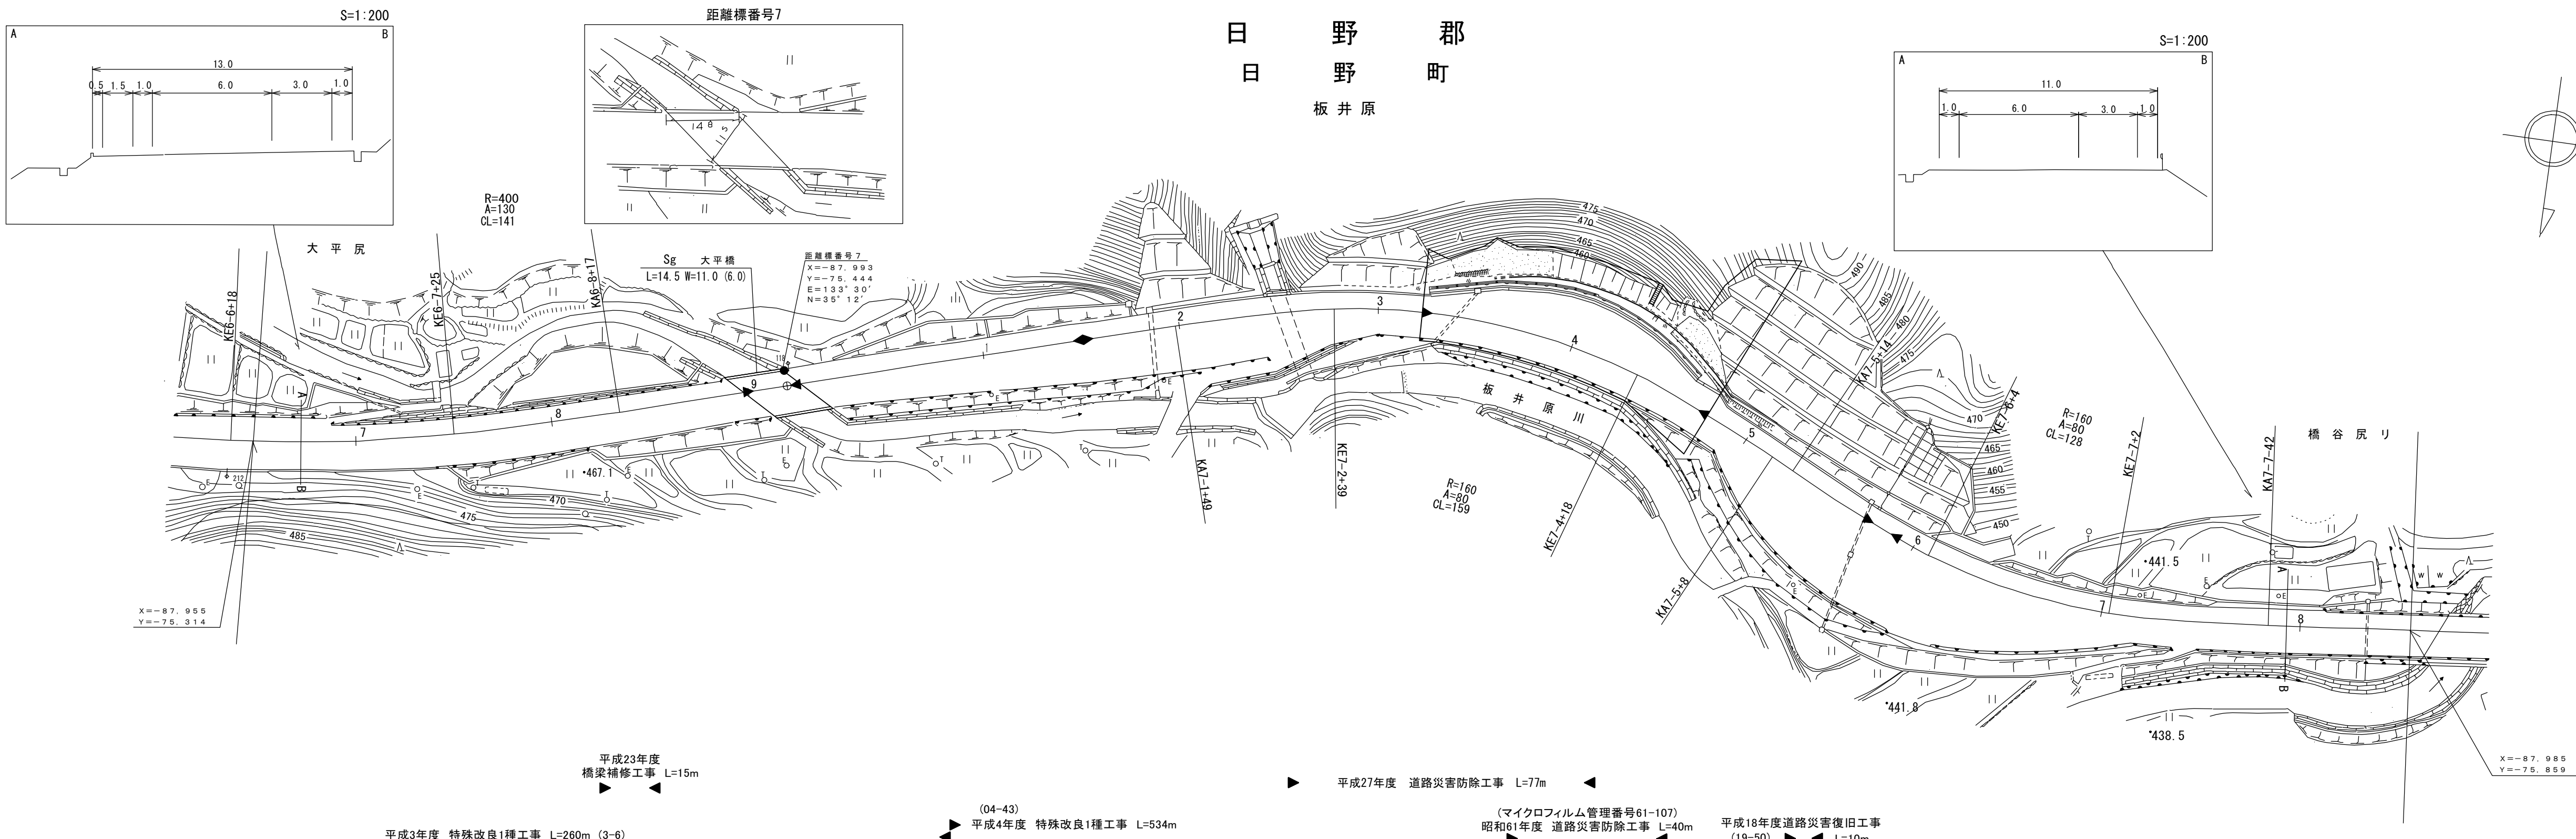 S=1:200
A
B
13.0
0.5
1.5
1.0
6.0
3.0
1.0
距離標番号7
日野郡
日野町
板井原
S=1:200
A
B
11.0
1.0
6.0
3.0
1.0
R=400
A=130
CL=141
大平尻
KE6-6+18
KE6-7+25
KA6-8+17
Sg 大平橋
L=14.5 W=11.0 (6.0)
距離標番号7
X=-87, 993
Y=-75, 444
E=133°30′
N=35°12′
118
475
470
465
460
490
485
480
475
470
465
460
455
450
1
2
3
4
5
6
7
8
7
8
9
A
B
212
・467.1
470
475
485
板井原川
KA7-1+49
KE7-2+39
R=160
A=80
CL=159
KE7-4+18
KA7-5+8
KA7-5+14
KE7-6+4
R=160
A=80
CL=128
KE7-7+2
KA7-7-42
橋谷尻リ
・441.5
・441.8
・438.5
A
B
X=-87, 955
Y=-75, 314
X=-87, 985
Y=-75, 859
平成23年度
橋梁補修工事 L=15m
平成27年度 道路災害防除工事 L=77m
(04-43)
平成4年度 特殊改良1種工事 L=534m
(マイクロフィルム管理番号61-107)
昭和61年度 道路災害防除工事 L=40m
平成18年度道路災害復旧工事
(19-50)
L=10m
平成3年度 特殊改良1種工事 L=260m (3-6)